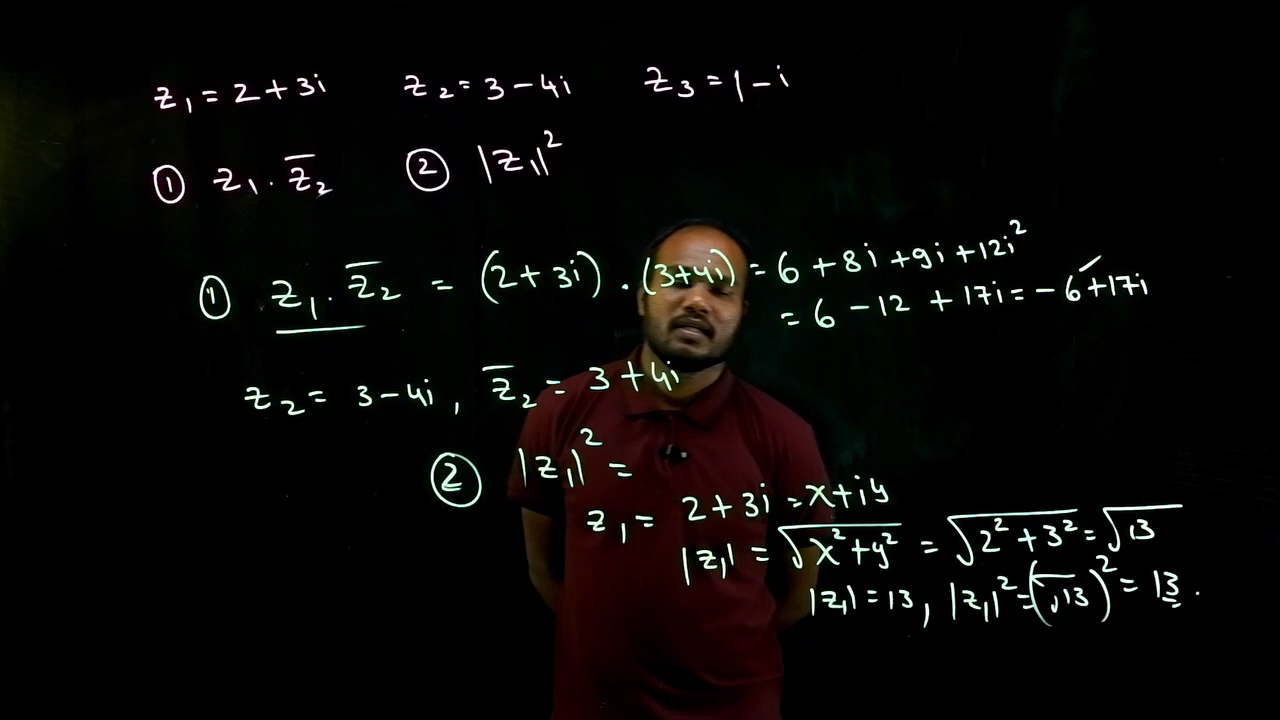 z₁ = 2 + 3i z₂ = 3 − 4i z₃ = 1 − i
① z₁ . z̅₂ ② |z₁|²
① z₁ . z̅₂ = (2 + 3i) . (3+4i) = 6 + 8i + 9i + 12i²
= 6 − 12 + 17i = − 6 + 17i
z₂ = 3 − 4i , z̅₂ = 3 + 4i
② |z₁|² =
z₁ = 2 + 3i = x + iy
|z₁| = √(x² + y²) = √(2² + 3²) = √13
|z₁| = 13 , |z₁|² = (√13)² = 13 .